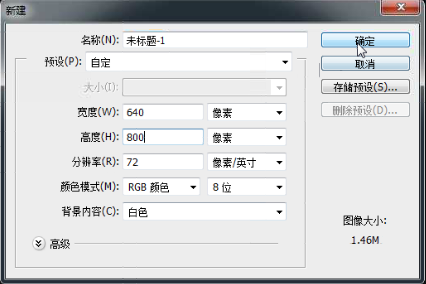 新建
名称(N): 未标题-1 确定
预设(P): 自定 取消
大小(I): 存储预设(S)...
宽度(W): 640 像素 删除预设(D)...
高度(H): 800 像素
分辨率(R): 72 像素/英寸
颜色模式(M): RGB 颜色 8 位
背景内容(C): 白色 图像大小:
高级 1.46M